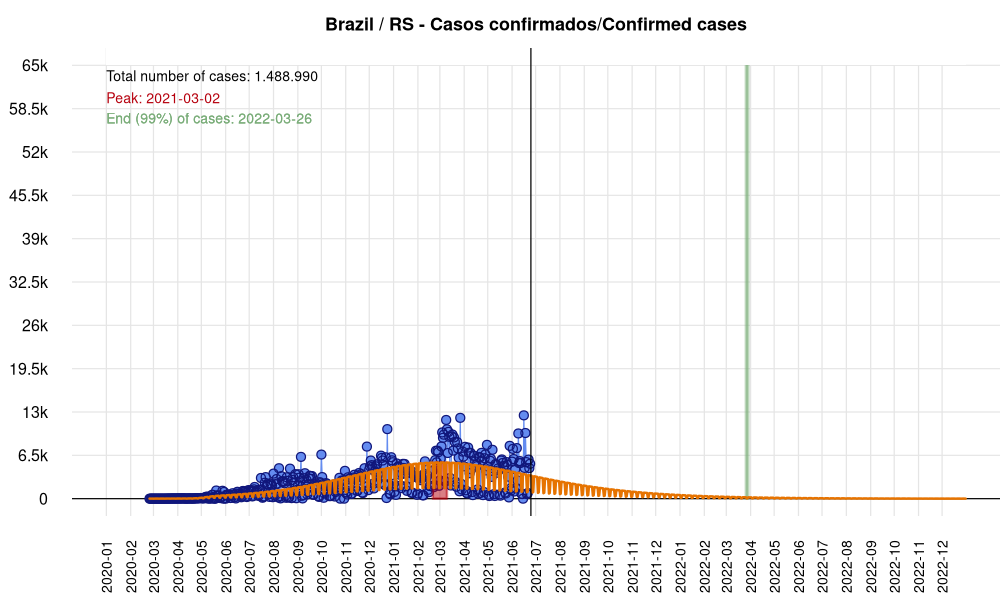 Brazil / RS - Casos confirmados/Confirmed cases
Total number of cases: 1.488.990
Peak: 2021-03-02
End (99%) of cases: 2022-03-26
65k
58.5k
52k
45.5k
39k
32.5k
26k
19.5k
13k
6.5k
0
2020-01
2020-02
2020-03
2020-04
2020-05
2020-06
2020-07
2020-08
2020-09
2020-10
2020-11
2020-12
2021-01
2021-02
2021-03
2021-04
2021-05
2021-06
2021-07
2021-08
2021-09
2021-10
2021-11
2021-12
2022-01
2022-02
2022-03
2022-04
2022-05
2022-06
2022-07
2022-08
2022-09
2022-10
2022-11
2022-12